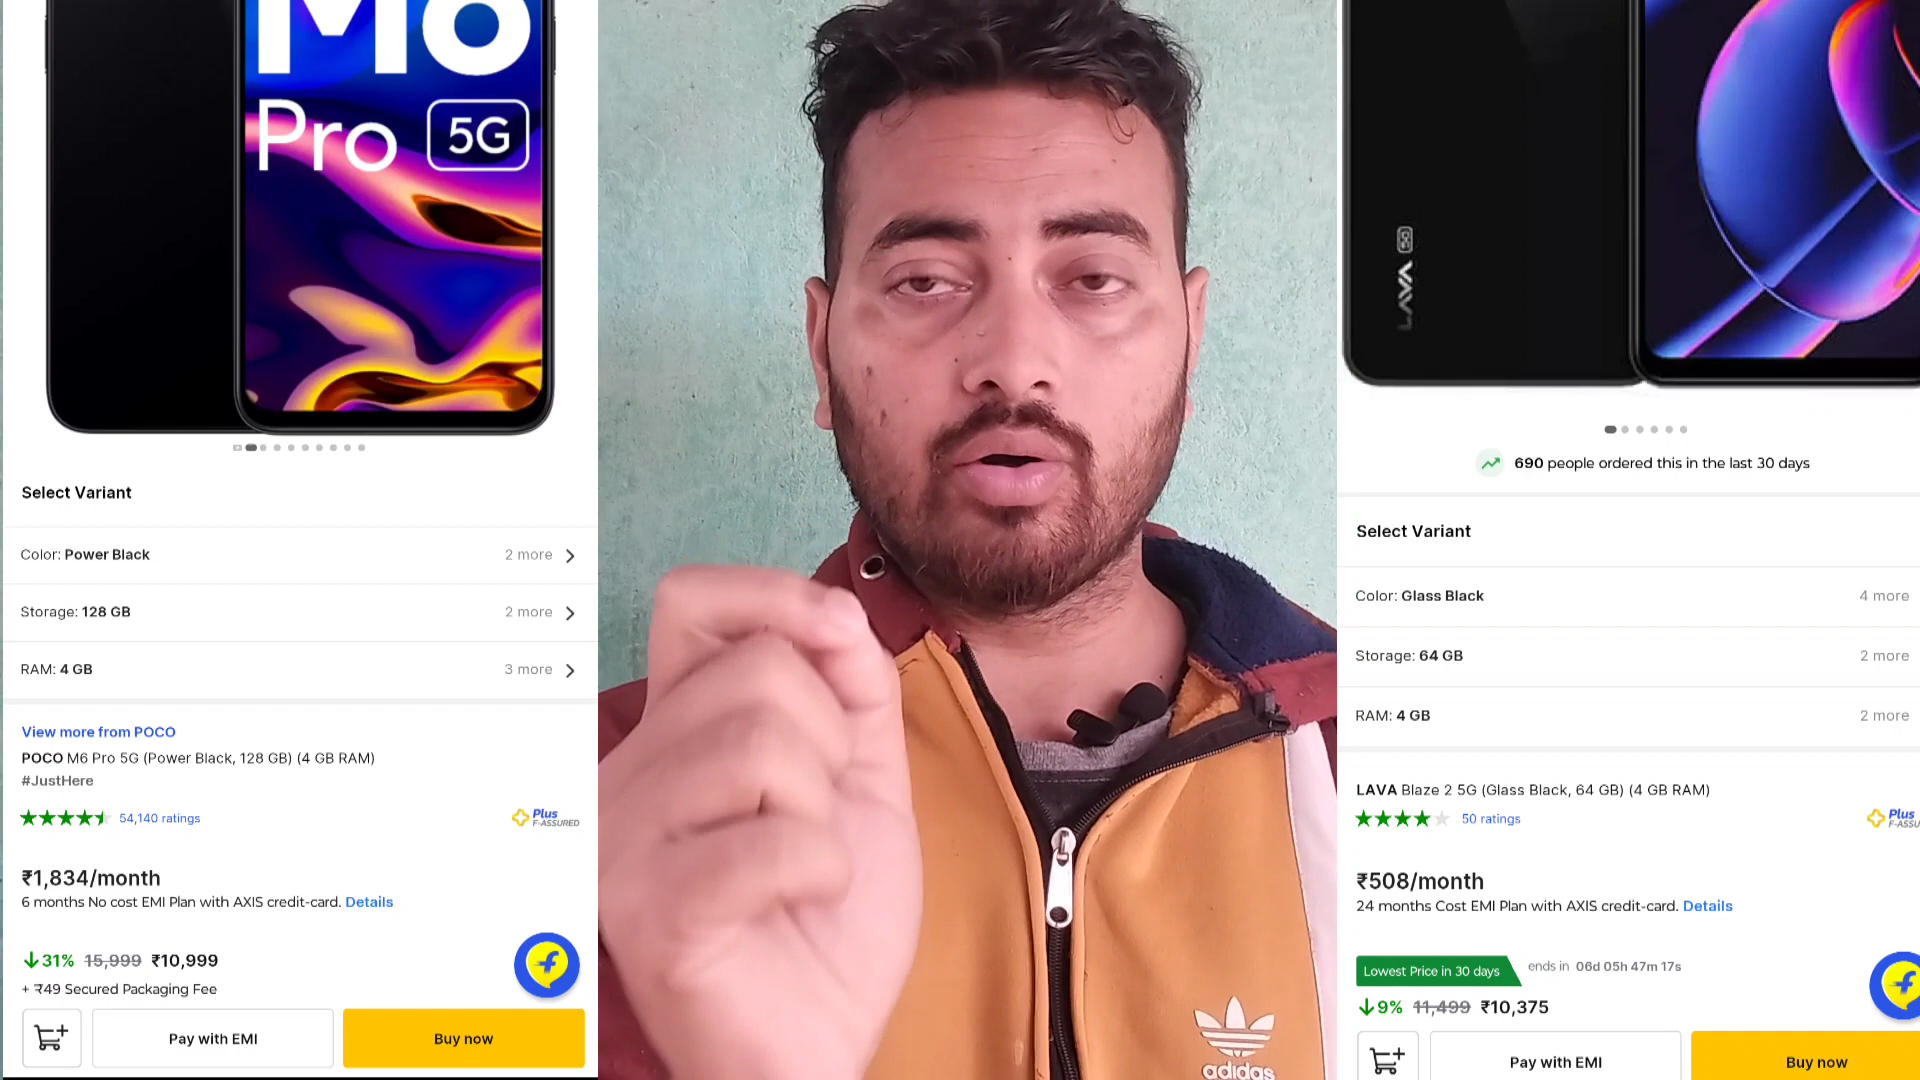 M6
Pro 5G
Select Variant
Color: Power Black 2 more
Storage: 128 GB 2 more
RAM: 4 GB 3 more
View more from POCO
POCO M6 Pro 5G (Power Black, 128 GB) (4 GB RAM)
#JustHere
54,140 ratings
Plus
F-ASSURED
₹1,834/month
6 months No cost EMI Plan with AXIS credit-card. Details
31% 15,999 ₹10,999
+ ₹49 Secured Packaging Fee
Pay with EMI
Buy now
adidas
LAVA 5G
690 people ordered this in the last 30 days
Select Variant
Color: Glass Black 4 more
Storage: 64 GB 2 more
RAM: 4 GB 2 more
LAVA Blaze 2 5G (Glass Black, 64 GB) (4 GB RAM)
50 ratings
Plus
F-ASSU
₹508/month
24 months Cost EMI Plan with AXIS credit-card. Details
Lowest Price in 30 days ends in 06d 05h 47m 17s
9% 11,499 ₹10,375
Pay with EMI
Buy now